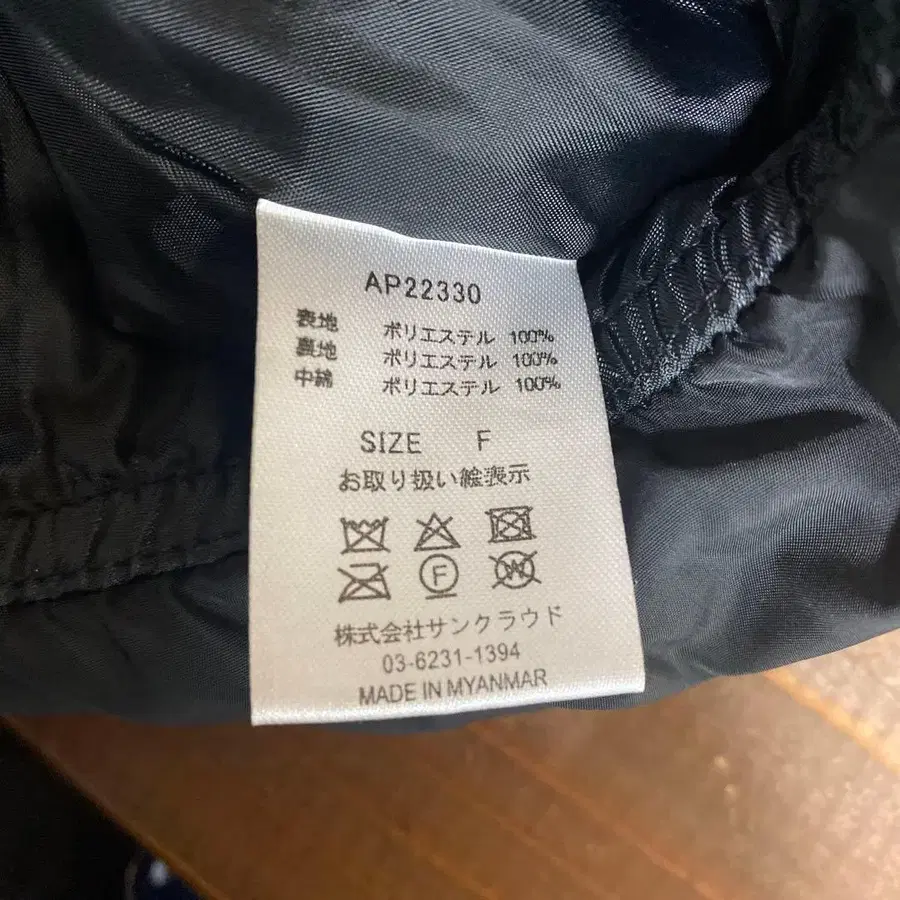 AP22330
表地 ポリエステル 100%
裏地 ポリエステル 100%
中綿 ポリエステル 100%
SIZE F
お取り扱い絵表示
F W
株式会社サンクラウド
03-6231-1394
MADE IN MYANMAR